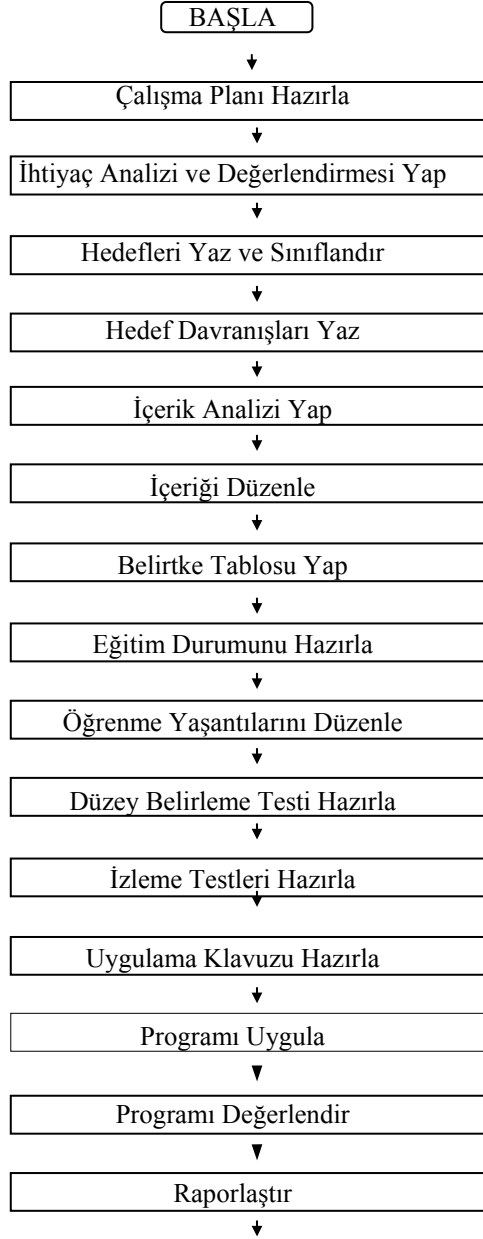 BAŞLA
Çalışma Planı Hazırla
İhtiyaç Analizi ve Değerlendirmesi Yap
Hedefleri Yaz ve Sınıflandır
Hedef Davranışları Yaz
İçerik Analizi Yap
İçeriği Düzenle
Belirtke Tablosu Yap
Eğitim Durumunu Hazırla
Öğrenme Yaşantılarını Düzenle
Düzey Belirleme Testi Hazırla
İzleme Testleri Hazırla
Uygulama Klavuzu Hazırla
Programı Uygula
Programı Değerlendir
Raporlaştır